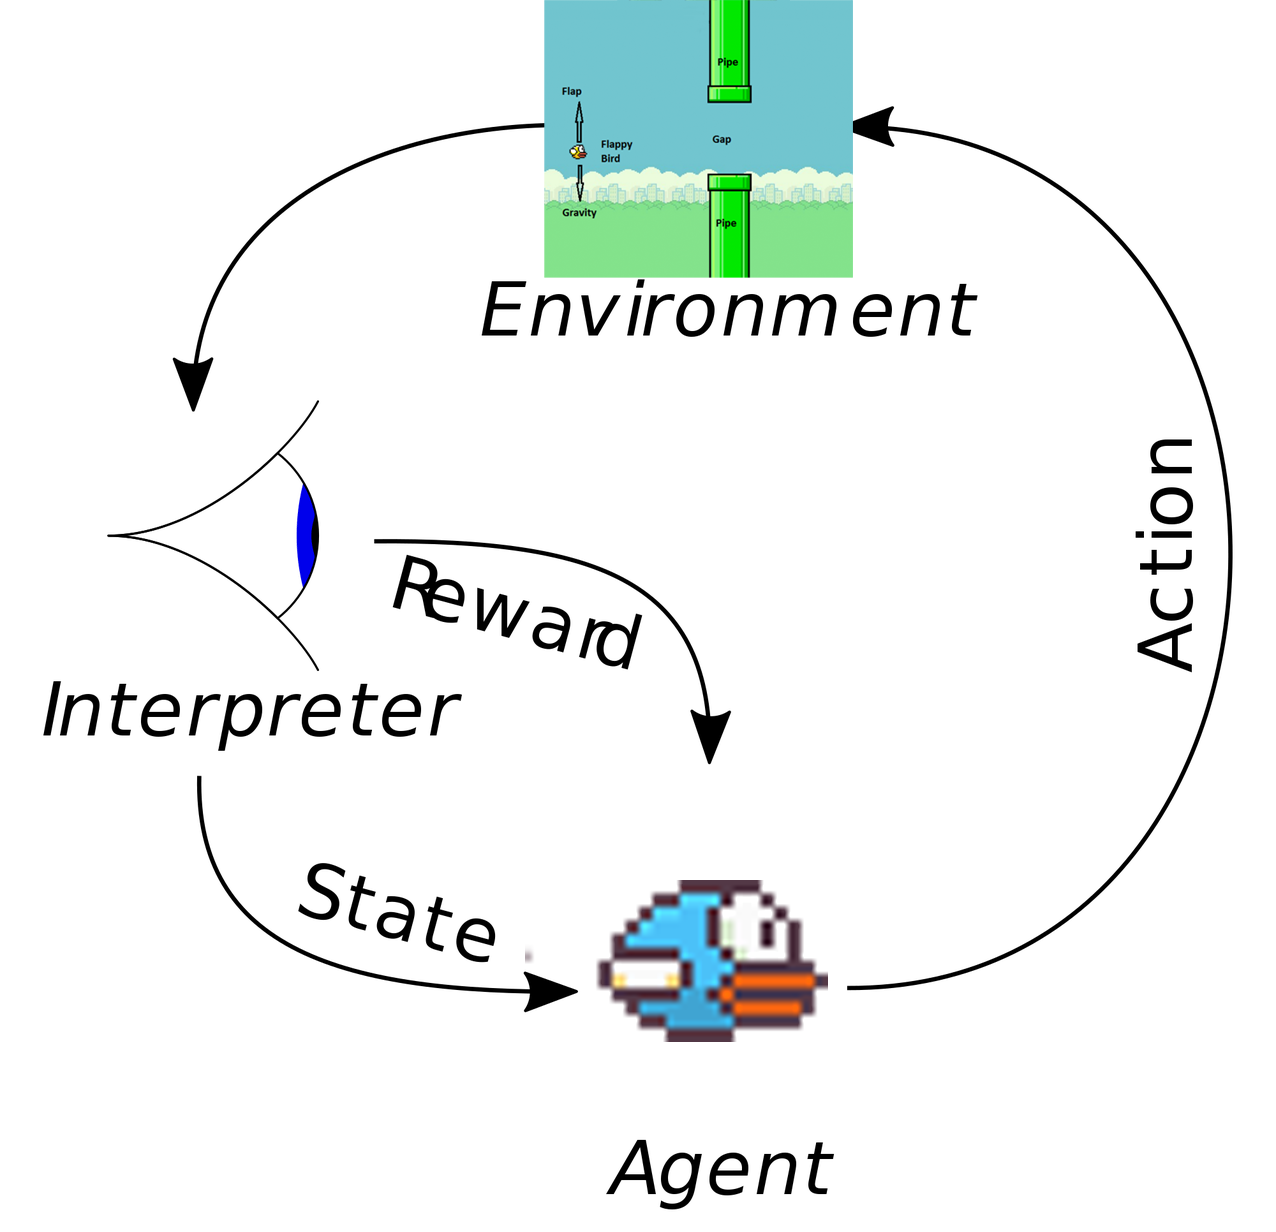 Pipe
Flap
Gap
Flappy
Bird
Gravity
Pipe
Environment
Action
Reward
Interpreter
State
Agent